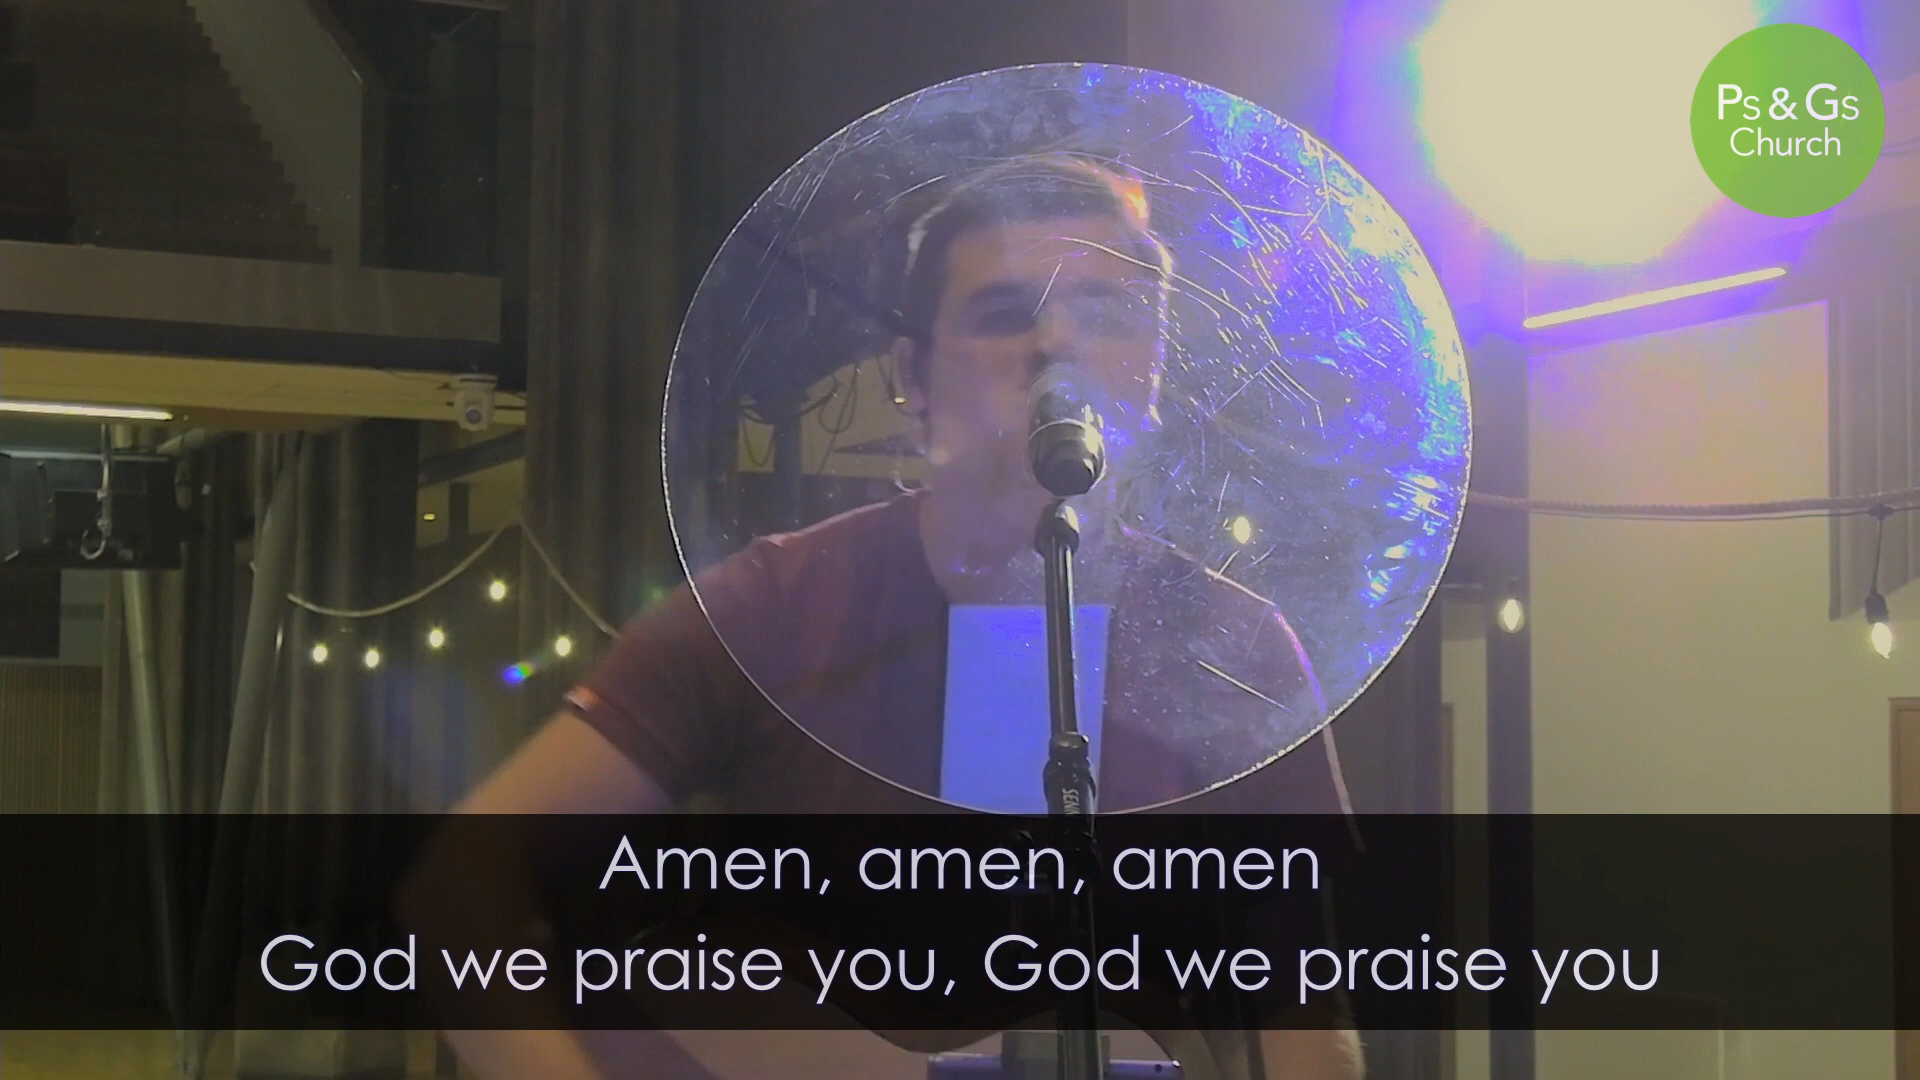 Ps & Gs
Church
Amen, amen, amen
God we praise you, God we praise you